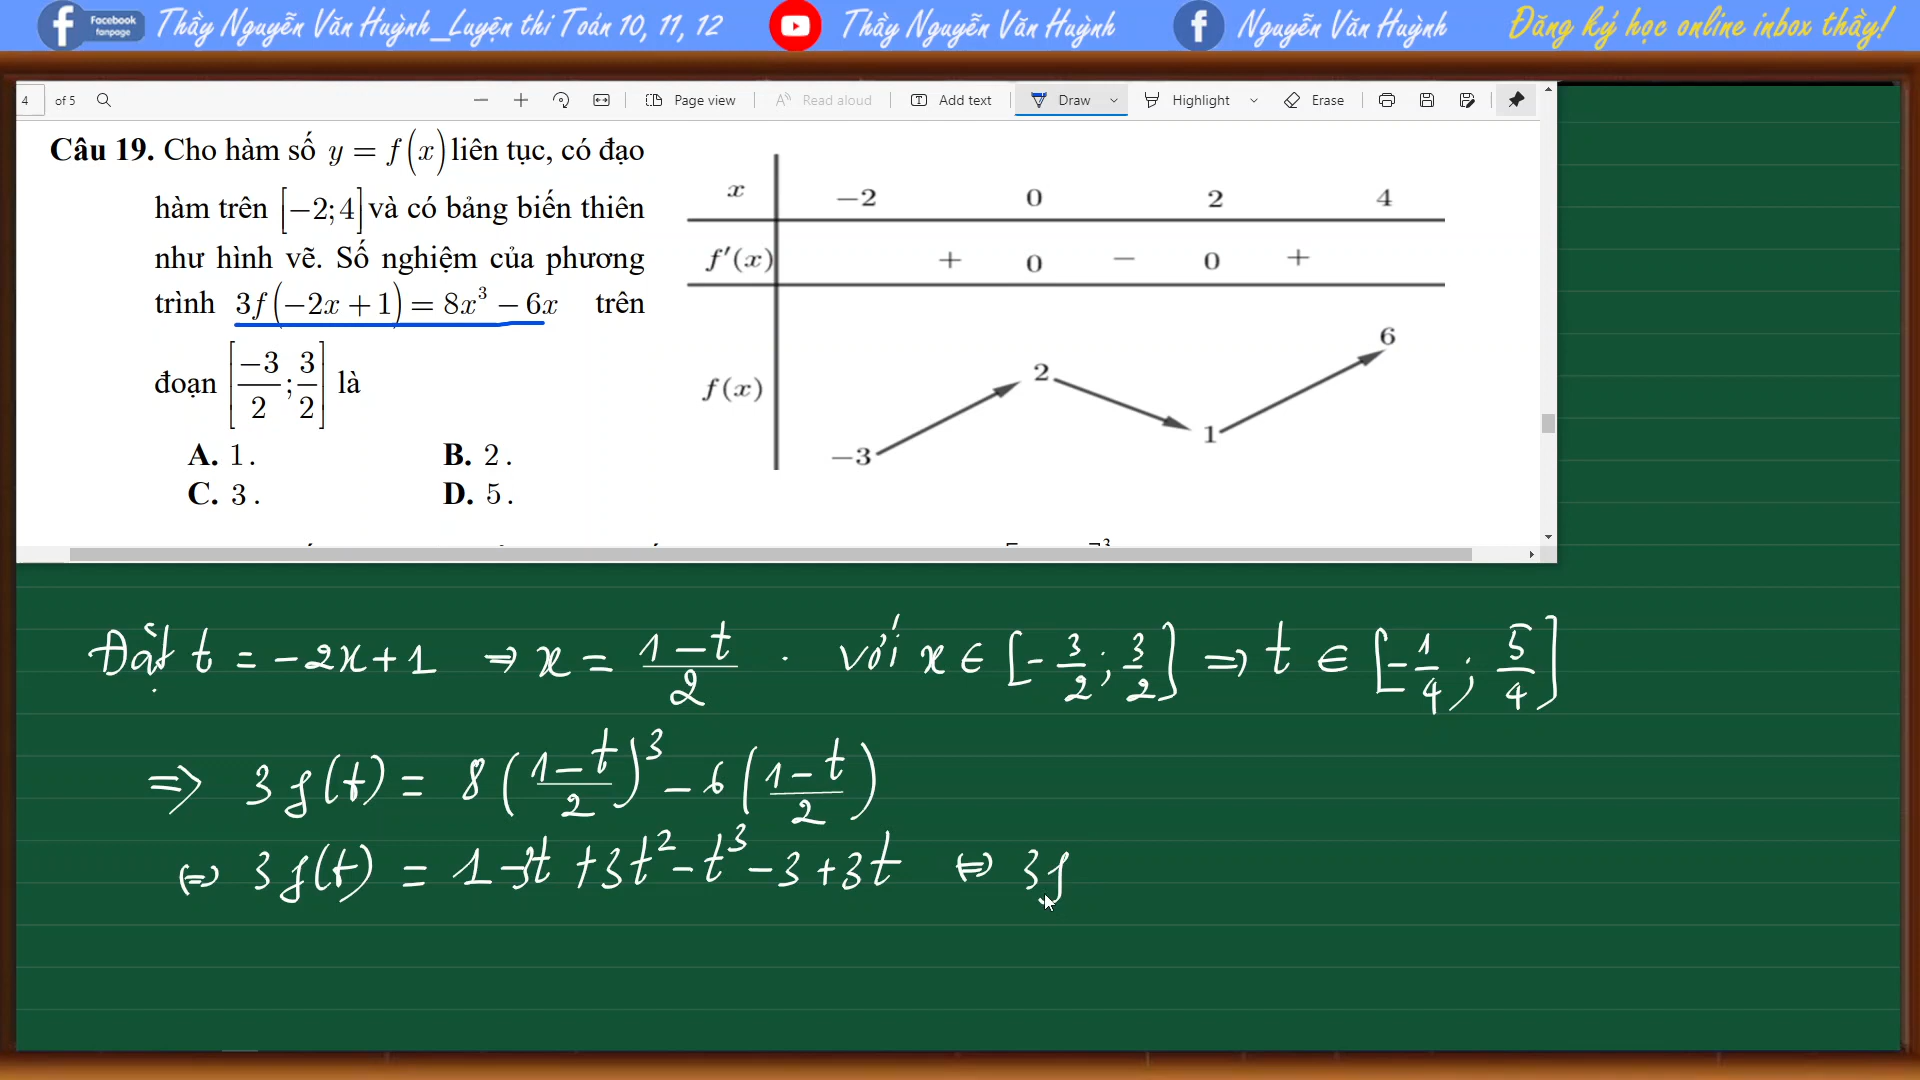 Facebook fanpage Thầy Nguyễn Văn Huỳnh_Luyện thi Toán 10, 11, 12 Thầy Nguyễn Văn Huỳnh Nguyễn Văn Huỳnh Đăng ký học online inbox thầy!
4 of 5 Page view Read aloud Add text Draw Highlight Erase
Câu 19. Cho hàm số y = f(x) liên tục, có đạo
hàm trên [−2;4] và có bảng biến thiên
như hình vẽ. Số nghiệm của phương
trình 3f(−2x + 1) = 8x³ − 6x trên
đoạn [−3/2; 3/2] là
A. 1. B. 2.
C. 3. D. 5.
x −2 0 2 4
f′(x) + 0 − 0 +
f(x) −3 2 1 6
Đặt t = −2x+1 ⇒ x = (1−t)/2 . với x ∈ [−3/2; 3/2] ⇒ t ∈ [−1/4; 5/4]
⇒ 3f(t) = 8((1−t)/2)³ − 6((1−t)/2)
⇔ 3f(t) = 1−3t+3t²−t³−3+3t ⇔ 3f